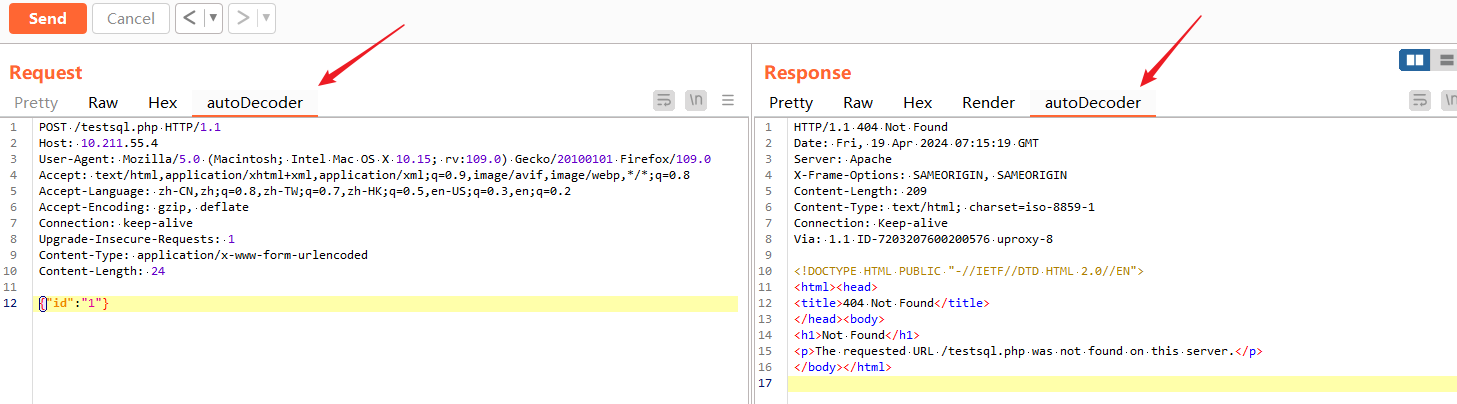 Send Cancel < ▾ > ▾
Request
Pretty Raw Hex autoDecoder \n
1 POST /testsql.php HTTP/1.1
2 Host: 10.211.55.4
3 User-Agent: Mozilla/5.0 (Macintosh; Intel Mac OS X 10.15; rv:109.0) Gecko/20100101 Firefox/109.0
4 Accept: text/html,application/xhtml+xml,application/xml;q=0.9,image/avif,image/webp,*/*;q=0.8
5 Accept-Language: zh-CN,zh;q=0.8,zh-TW;q=0.7,zh-HK;q=0.5,en-US;q=0.3,en;q=0.2
6 Accept-Encoding: gzip, deflate
7 Connection: keep-alive
8 Upgrade-Insecure-Requests: 1
9 Content-Type: application/x-www-form-urlencoded
10 Content-Length: 24
11
12 {"id":"1"}
Response
Pretty Raw Hex Render autoDecoder \n
1 HTTP/1.1 404 Not Found
2 Date: Fri, 19 Apr 2024 07:15:19 GMT
3 Server: Apache
4 X-Frame-Options: SAMEORIGIN, SAMEORIGIN
5 Content-Length: 209
6 Content-Type: text/html; charset=iso-8859-1
7 Connection: Keep-alive
8 Via: 1.1 ID-7203207600200576 uproxy-8
9
10 <!DOCTYPE HTML PUBLIC "-//IETF//DTD HTML 2.0//EN">
11 <html><head>
12 <title>404 Not Found</title>
13 </head><body>
14 <h1>Not Found</h1>
15 <p>The requested URL /testsql.php was not found on this server.</p>
16 </body></html>
17